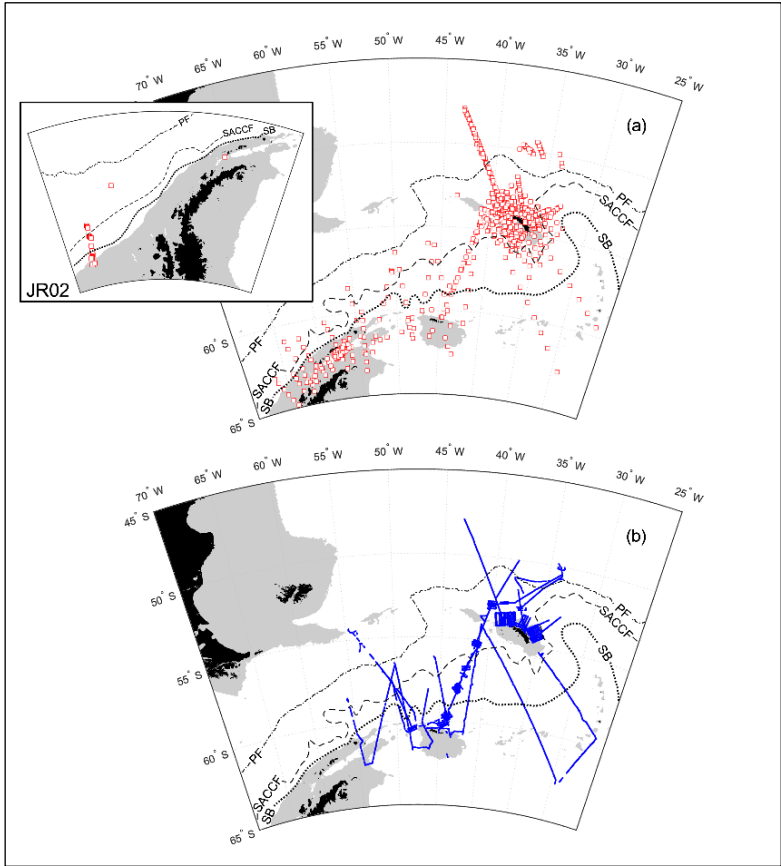 70° W 65° W 60° W 55° W 50° W 45° W 40° W 35° W 30° W 25° W
(a)
PF
SACCF
SB
JR02
PF
SACCF
SB
60° S
65° S
PF
SACCF
SB
70° W 65° W 60° W 55° W 50° W 45° W 40° W 35° W 30° W 25° W
45° S
(b)
50° S
55° S
PF
SACCF
SB
60° S
65° S
PF
SACCF
SB